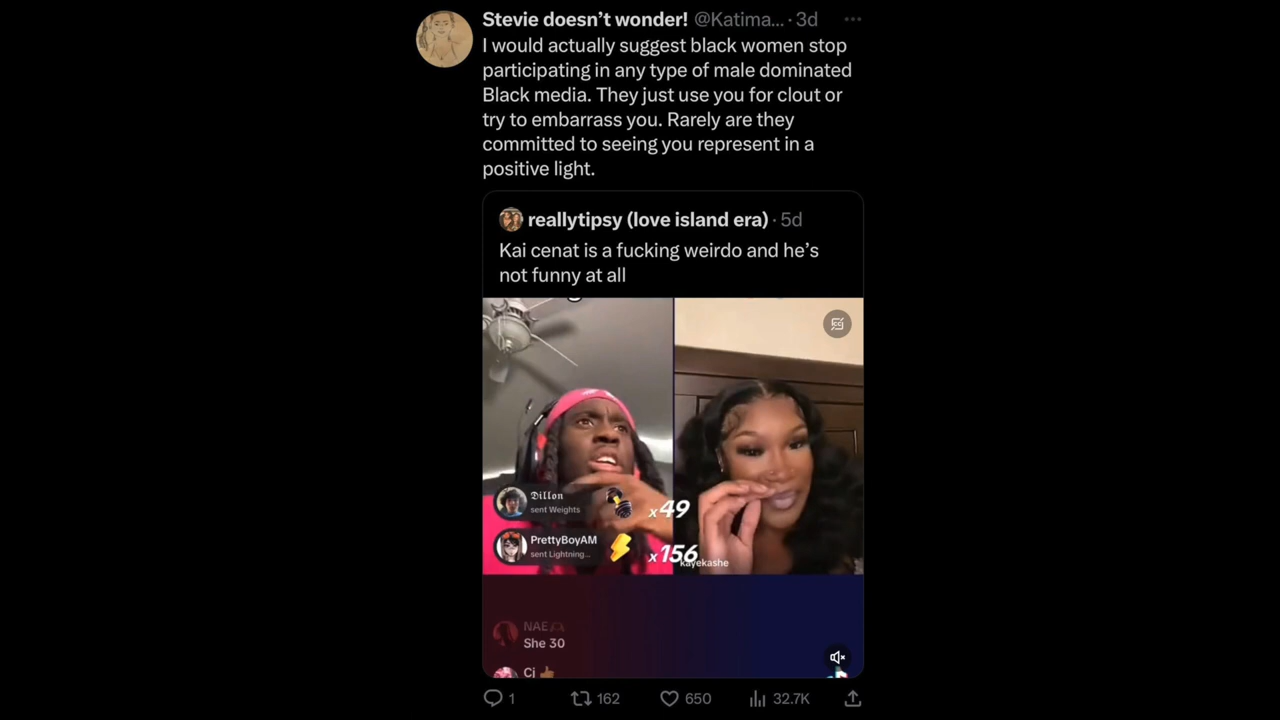 Stevie doesn't wonder! @Katima... · 3d
I would actually suggest black women stop
participating in any type of male dominated
Black media. They just use you for clout or
try to embarrass you. Rarely are they
committed to seeing you represent in a
positive light.
reallytipsy (love island era) · 5d
Kai cenat is a fucking weirdo and he's
not funny at all
𝕯𝖎𝖑𝖑𝖔𝖓
sent Weights
x49
PrettyBoyAM
sent Lightning...
x156
kayekashe
NAE
She 30
Cj
1 162 650 32.7K